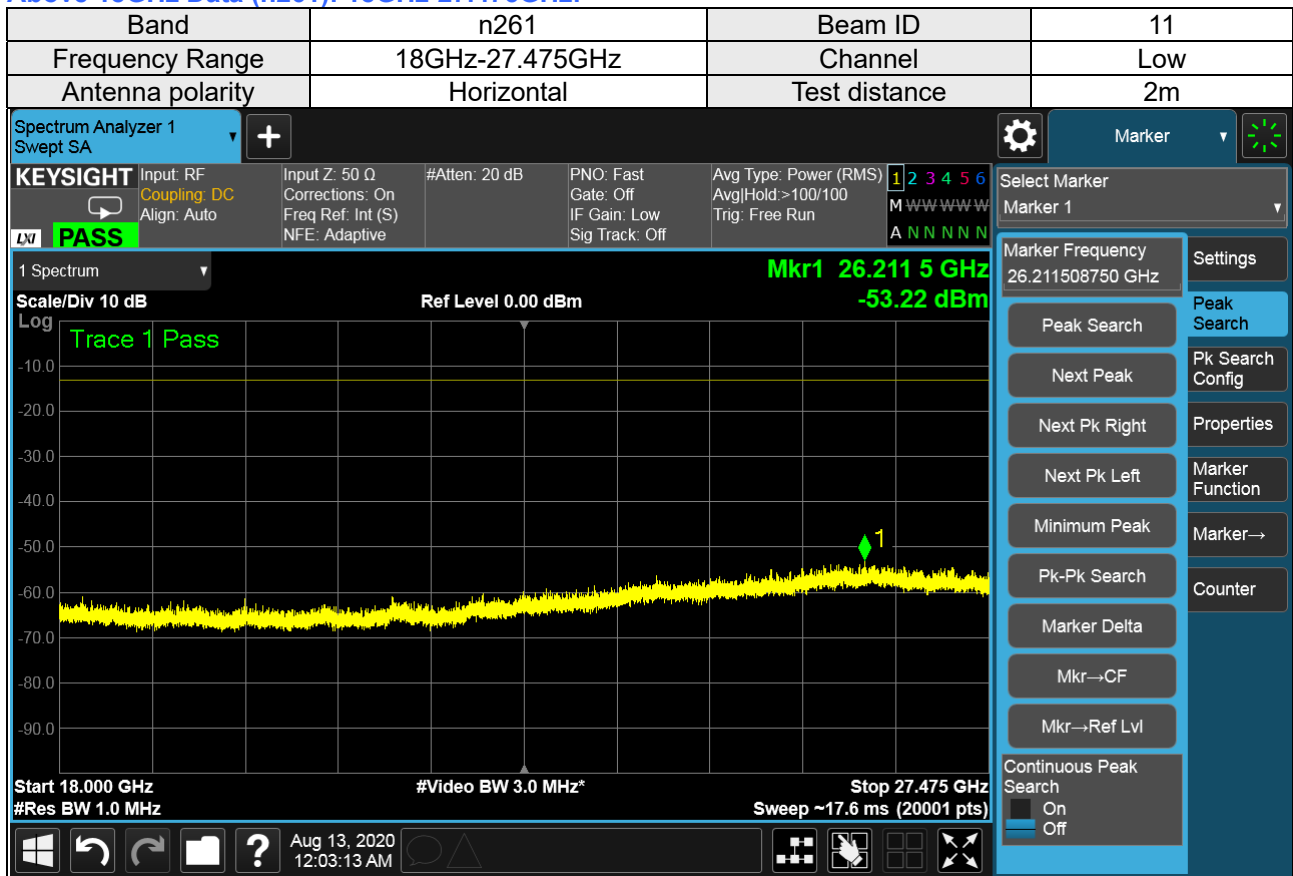 Band n261 Beam ID 11
Frequency Range 18GHz-27.475GHz Channel Low
Antenna polarity Horizontal Test distance 2m
Spectrum Analyzer 1
Swept SA
+
Marker
KEYSIGHT
LXI PASS
Input: RF
Coupling: DC
Align: Auto
Input Z: 50 Ω
Corrections: On
Freq Ref: Int (S)
NFE: Adaptive
#Atten: 20 dB
PNO: Fast
Gate: Off
IF Gain: Low
Sig Track: Off
Avg Type: Power (RMS)
Avg|Hold:>100/100
Trig: Free Run
1 2 3 4 5 6
M W W W W W
A N N N N N
Select Marker
Marker 1
1 Spectrum
Mkr1 26.211 5 GHz
-53.22 dBm
Scale/Div 10 dB
Ref Level 0.00 dBm
Log
Trace 1 Pass
-10.0
-20.0
-30.0
-40.0
-50.0
-60.0
-70.0
-80.0
-90.0
1
Start 18.000 GHz
#Video BW 3.0 MHz*
Stop 27.475 GHz
#Res BW 1.0 MHz
Sweep ~17.6 ms (20001 pts)
Marker Frequency
26.211508750 GHz
Peak Search
Next Peak
Next Pk Right
Next Pk Left
Minimum Peak
Pk-Pk Search
Marker Delta
Mkr→CF
Mkr→Ref Lvl
Continuous Peak
Search
On
Off
Settings
Peak
Search
Pk Search
Config
Properties
Marker
Function
Marker→
Counter
?
Aug 13, 2020
12:03:13 AM